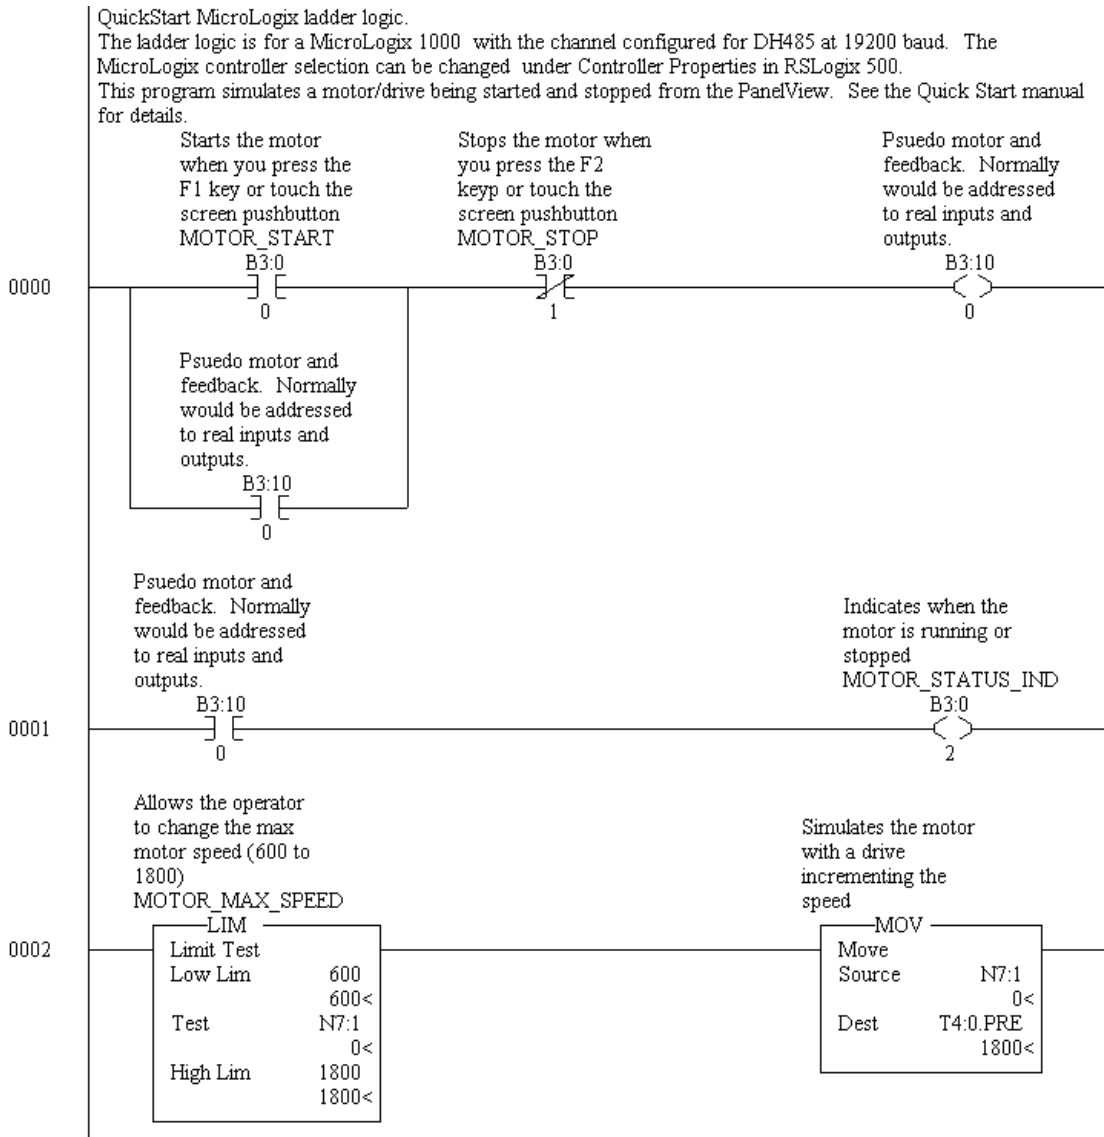 QuickStart MicroLogix ladder logic.
The ladder logic is for a MicroLogix 1000 with the channel configured for DH485 at 19200 baud. The
MicroLogix controller selection can be changed under Controller Properties in RSLogix 500.
This program simulates a motor/drive being started and stopped from the PanelView. See the Quick Start manual
for details.
Starts the motor
when you press the
F1 key or touch the
screen pushbutton
MOTOR_START
B3:0
0
Stops the motor when
you press the F2
keyp or touch the
screen pushbutton
MOTOR_STOP
B3:0
1
Psuedo motor and
feedback. Normally
would be addressed
to real inputs and
outputs.
B3:10
0
0000
Psuedo motor and
feedback. Normally
would be addressed
to real inputs and
outputs.
B3:10
0
Psuedo motor and
feedback. Normally
would be addressed
to real inputs and
outputs.
B3:10
0
Indicates when the
motor is running or
stopped
MOTOR_STATUS_IND
B3:0
2
0001
Allows the operator
to change the max
motor speed (600 to
1800)
MOTOR_MAX_SPEED
LIM
Limit Test
Low Lim 600
600<
Test N7:1
0<
High Lim 1800
1800<
Simulates the motor
with a drive
incrementing the
speed
MOV
Move
Source N7:1
0<
Dest T4:0.PRE
1800<
0002